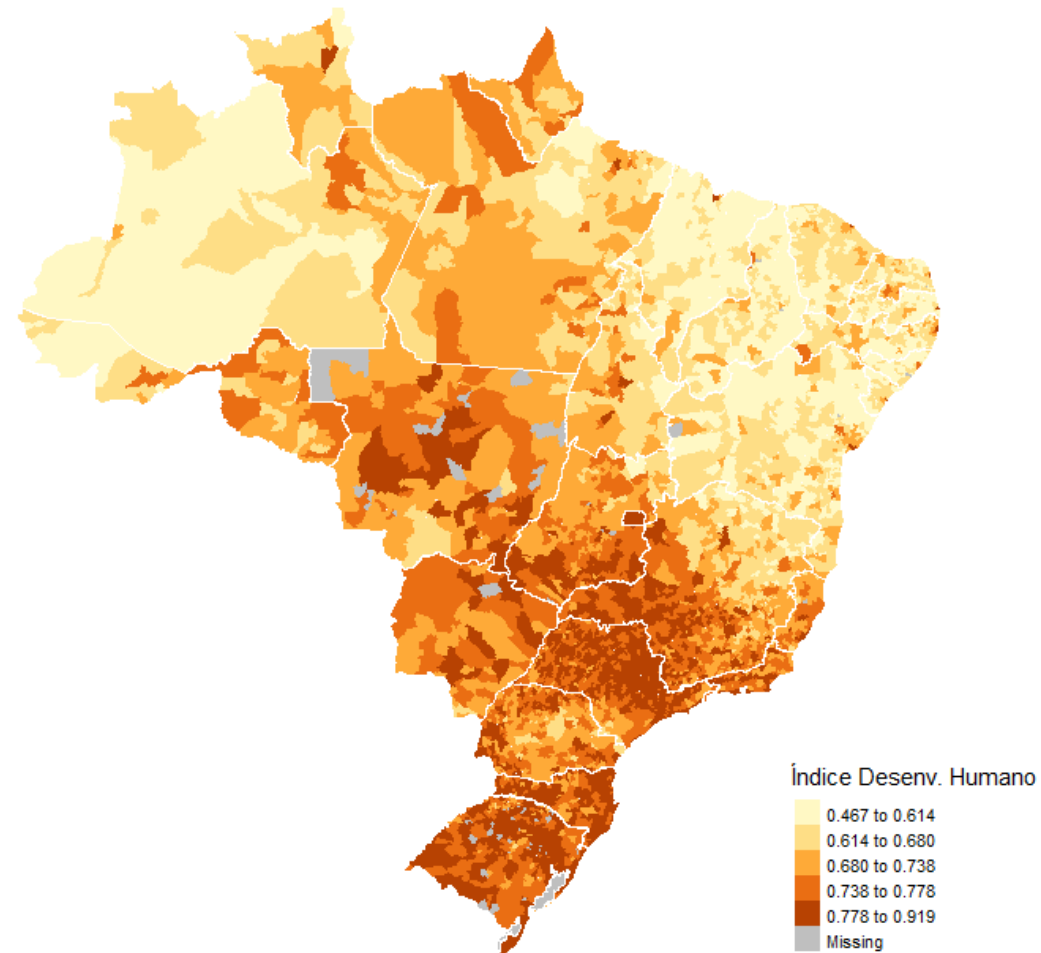 Índice Desenv. Humano
0.467 to 0.614
0.614 to 0.680
0.680 to 0.738
0.738 to 0.778
0.778 to 0.919
Missing